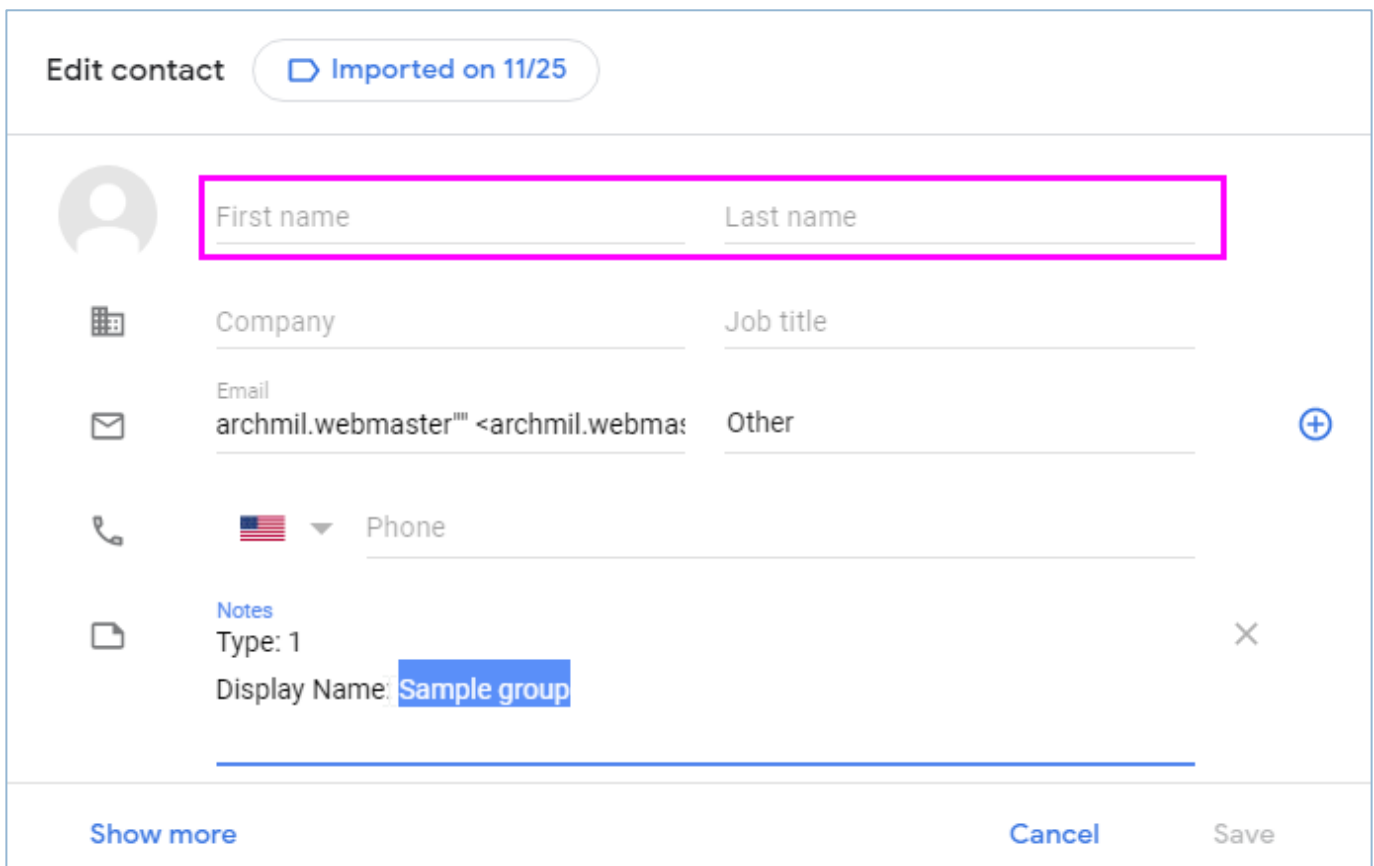 Edit contact Imported on 11/25
First name Last name
Company Job title
Email
archmil.webmaster"" <archmil.webmas Other
Phone
Notes
Type: 1
Display Name: Sample group
Show more Cancel Save